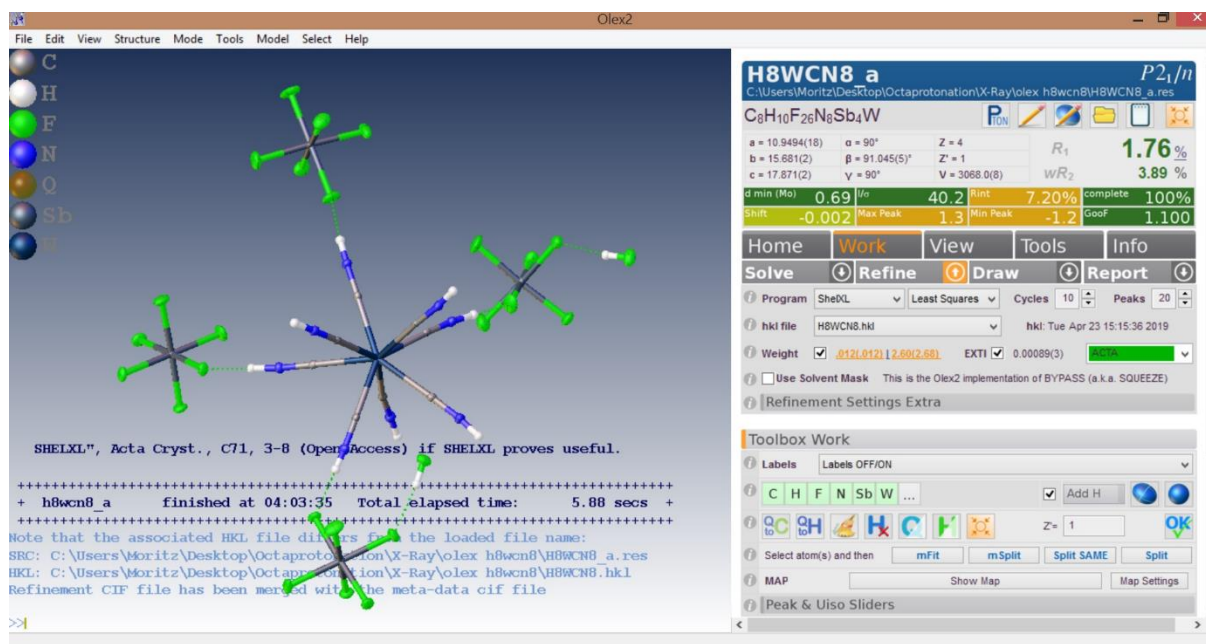 Olex2
File Edit View Structure Mode Tools Model Select Help
C
H
F
N
Q
Sb
W
SHELXL", Acta Cryst., C71, 3-8 (Open Access) if SHELXL proves useful.
+++++++++++++++++++++++++++++++++++++++++++++++++++++++++++++++++++++++++
+ h8wcn8_a finished at 04:03:35 Total elapsed time: 5.88 secs +
+++++++++++++++++++++++++++++++++++++++++++++++++++++++++++++++++++++++++
Note that the associated HKL file differs from the loaded file name:
SRC: C:\Users\Moritz\Desktop\Octaprotonation\X-Ray\olex h8wcn8\H8WCN8_a.res
HKL: C:\Users\Moritz\Desktop\Octaprotonation\X-Ray\olex h8wcn8\H8WCN8.hkl
Refinement CIF file has been merged with the meta-data cif file
>>
H8WCN8_a P2₁/n
C:\Users\Moritz\Desktop\Octaprotonation\X-Ray\olex h8wcn8\H8WCN8_a.res
C₈H₁₀F₂₆N₈Sb₄W
a = 10.9494(18) α = 90° Z = 4 R₁ 1.76 %
b = 15.681(2) β = 91.045(5)° Z' = 1
c = 17.871(2) γ = 90° V = 3068.0(8) wR₂ 3.89 %
d min (Mo) 0.69 I/σ 40.2 Rint 7.20% complete 100%
Shift -0.002 Max Peak 1.3 Min Peak -1.2 GooF 1.100
Home Work View Tools Info
Solve Refine Draw Report
Program ShelXL Least Squares Cycles 10 Peaks 20
hkl file H8WCN8.hkl hkl: Tue Apr 23 15:15:36 2019
Weight .012(.012) | 2.60(2.68) EXTI 0.00089(3) ACTA
Use Solvent Mask This is the Olex2 implementation of BYPASS (a.k.a. SQUEEZE)
Refinement Settings Extra
Toolbox Work
Labels Labels OFF/ON
C H F N Sb W ... Add H
Z'= 1 OK
Select atom(s) and then mFit mSplit Split SAME Split
MAP Show Map Map Settings
Peak & Uiso Sliders